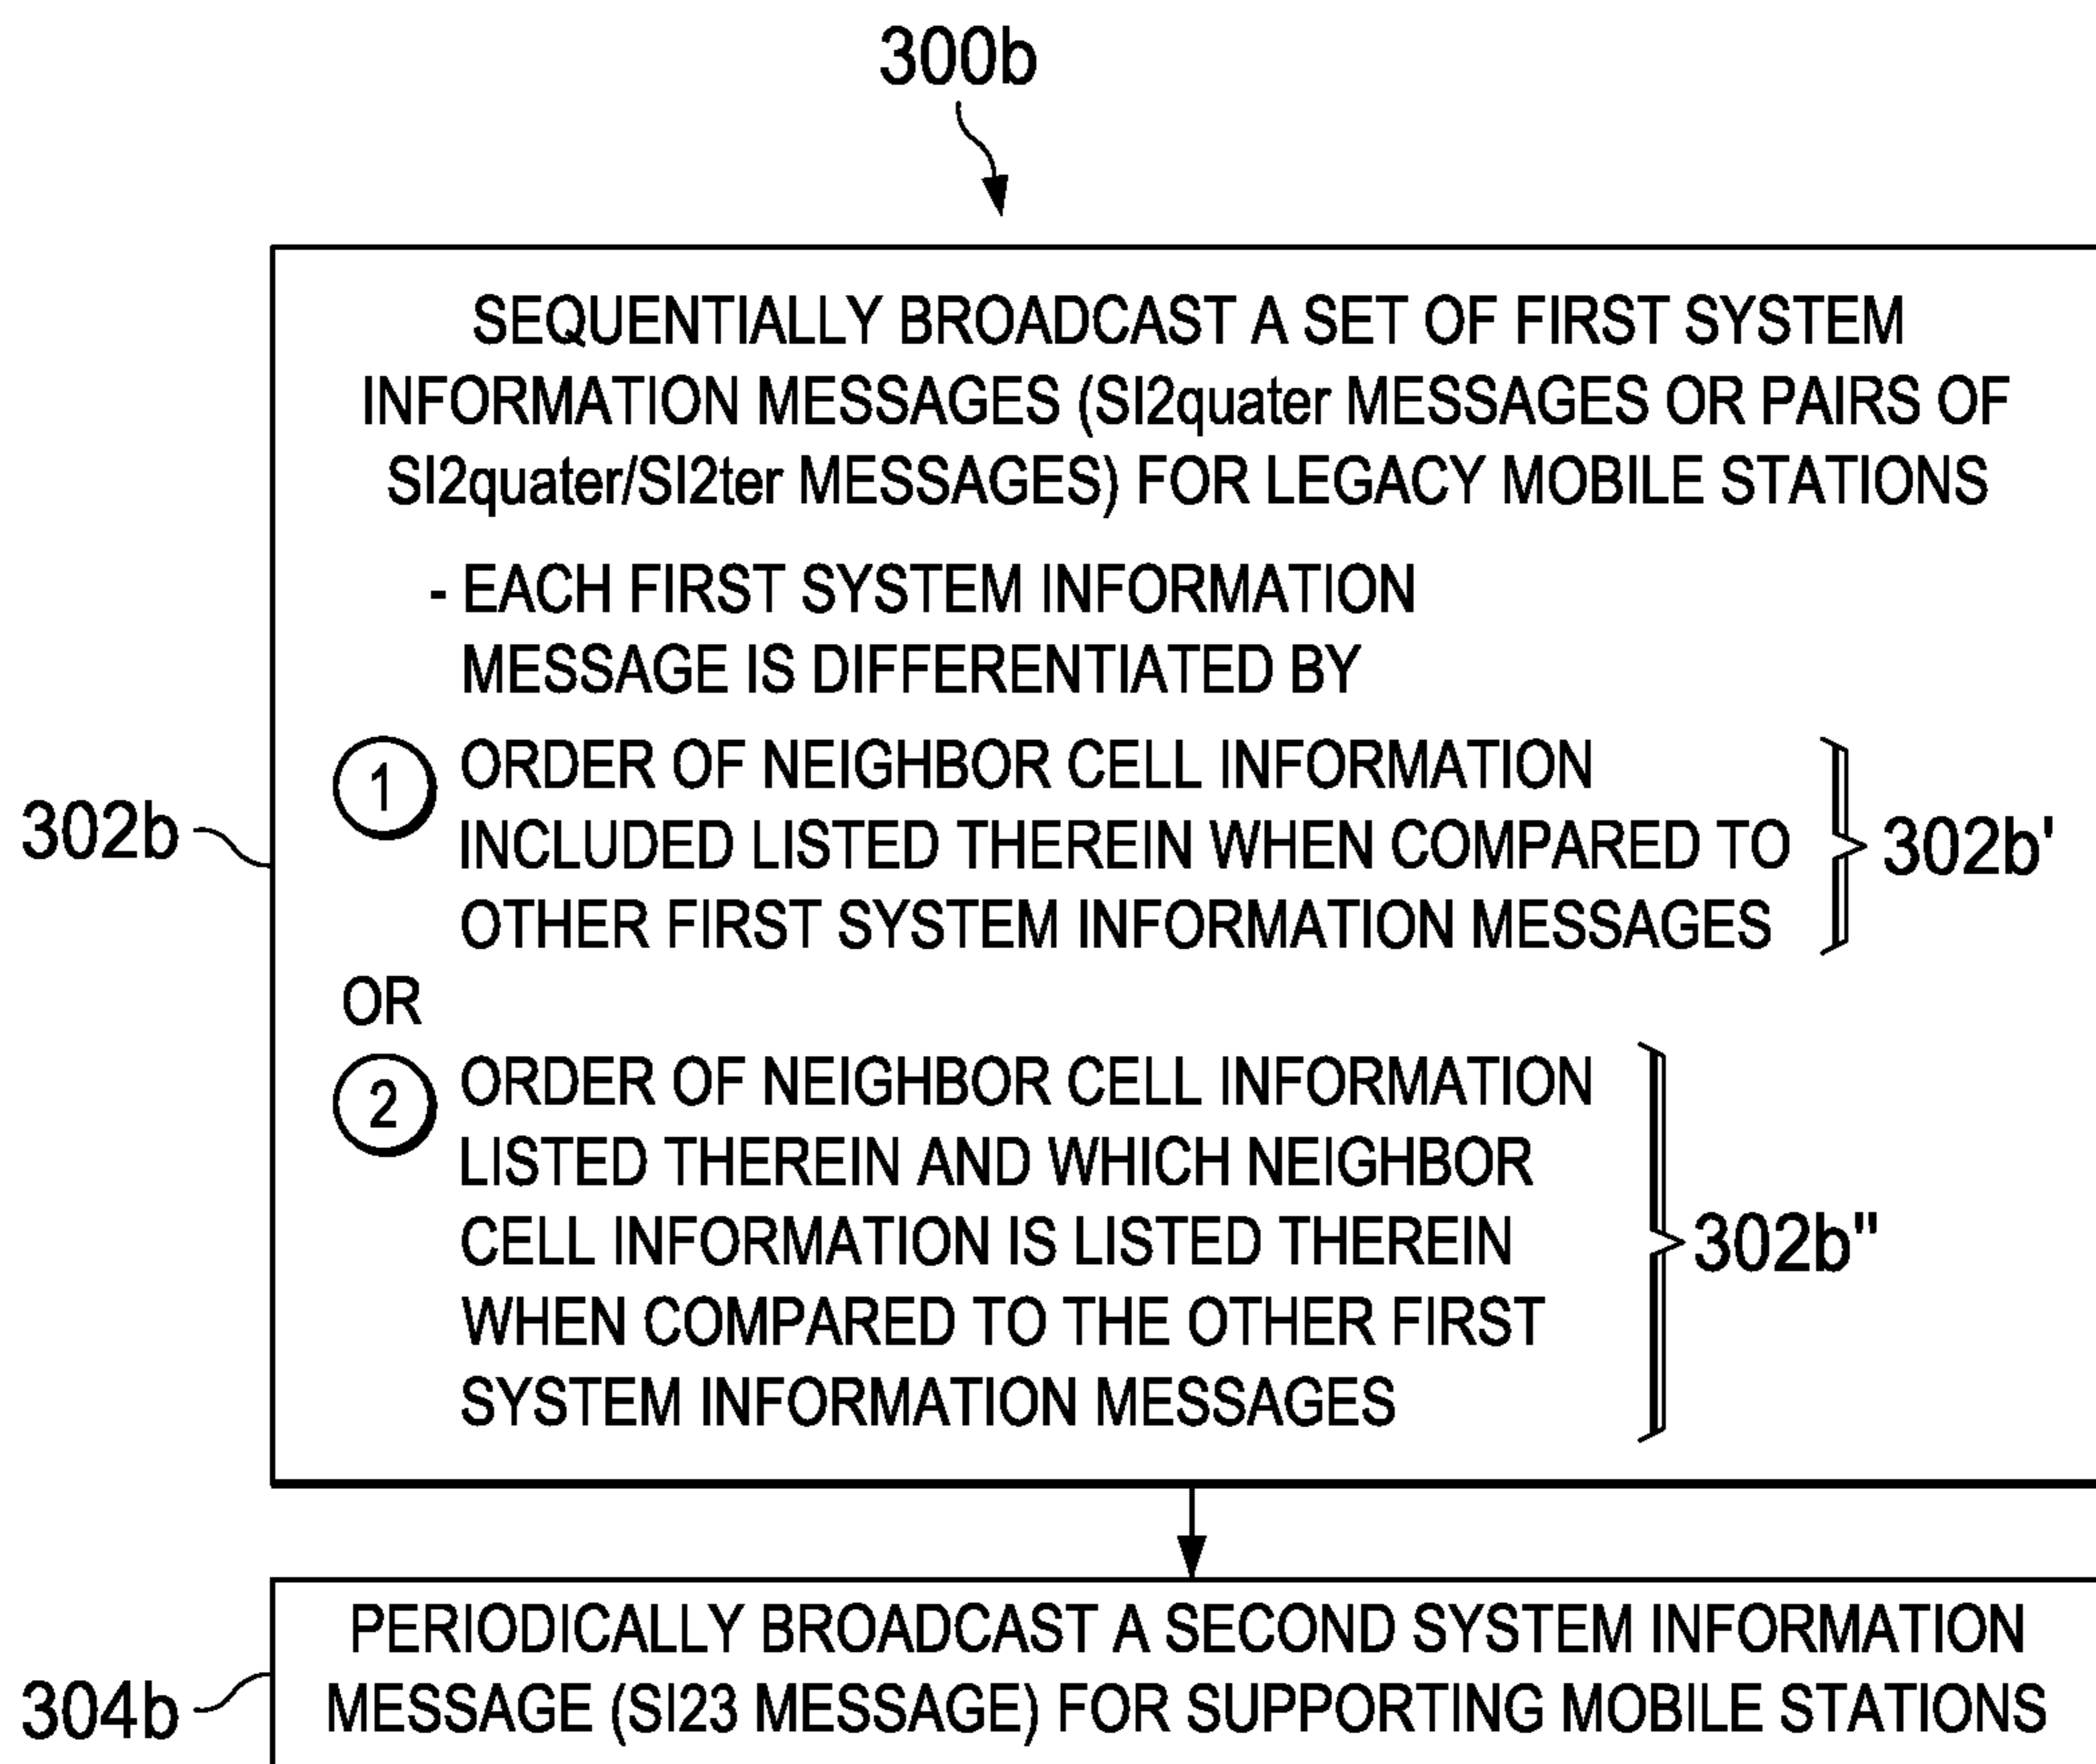 300b
SEQUENTIALLY BROADCAST A SET OF FIRST SYSTEM
INFORMATION MESSAGES (SI2quater MESSAGES OR PAIRS OF
SI2quater/SI2ter MESSAGES) FOR LEGACY MOBILE STATIONS
- EACH FIRST SYSTEM INFORMATION
MESSAGE IS DIFFERENTIATED BY
1 ORDER OF NEIGHBOR CELL INFORMATION
INCLUDED LISTED THEREIN WHEN COMPARED TO
OTHER FIRST SYSTEM INFORMATION MESSAGES
302b'
302b
OR
2 ORDER OF NEIGHBOR CELL INFORMATION
LISTED THEREIN AND WHICH NEIGHBOR
CELL INFORMATION IS LISTED THEREIN
WHEN COMPARED TO THE OTHER FIRST
SYSTEM INFORMATION MESSAGES
302b"
PERIODICALLY BROADCAST A SECOND SYSTEM INFORMATION
MESSAGE (SI23 MESSAGE) FOR SUPPORTING MOBILE STATIONS
304b